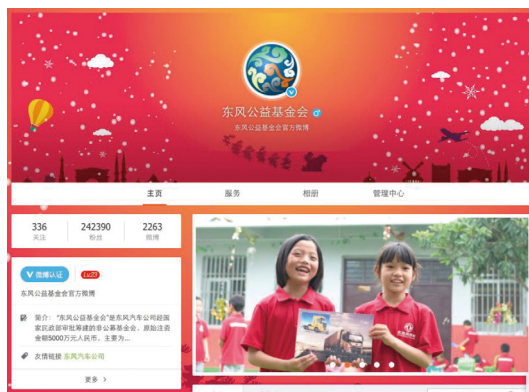 东风公益基金会
东风公益基金会官方微博
主页 服务 相册 管理中心
336 242390 2263
关注 粉丝 微博
V 微博认证 Lv.23
东风公益基金会官方微博
简介: “东风公益基金会”是东风汽车公司经国
家民政部审批筹建的非公募基金会,原始注资
金额5000万元人民币,主要为...
友情链接 东风汽车公司
更多 >